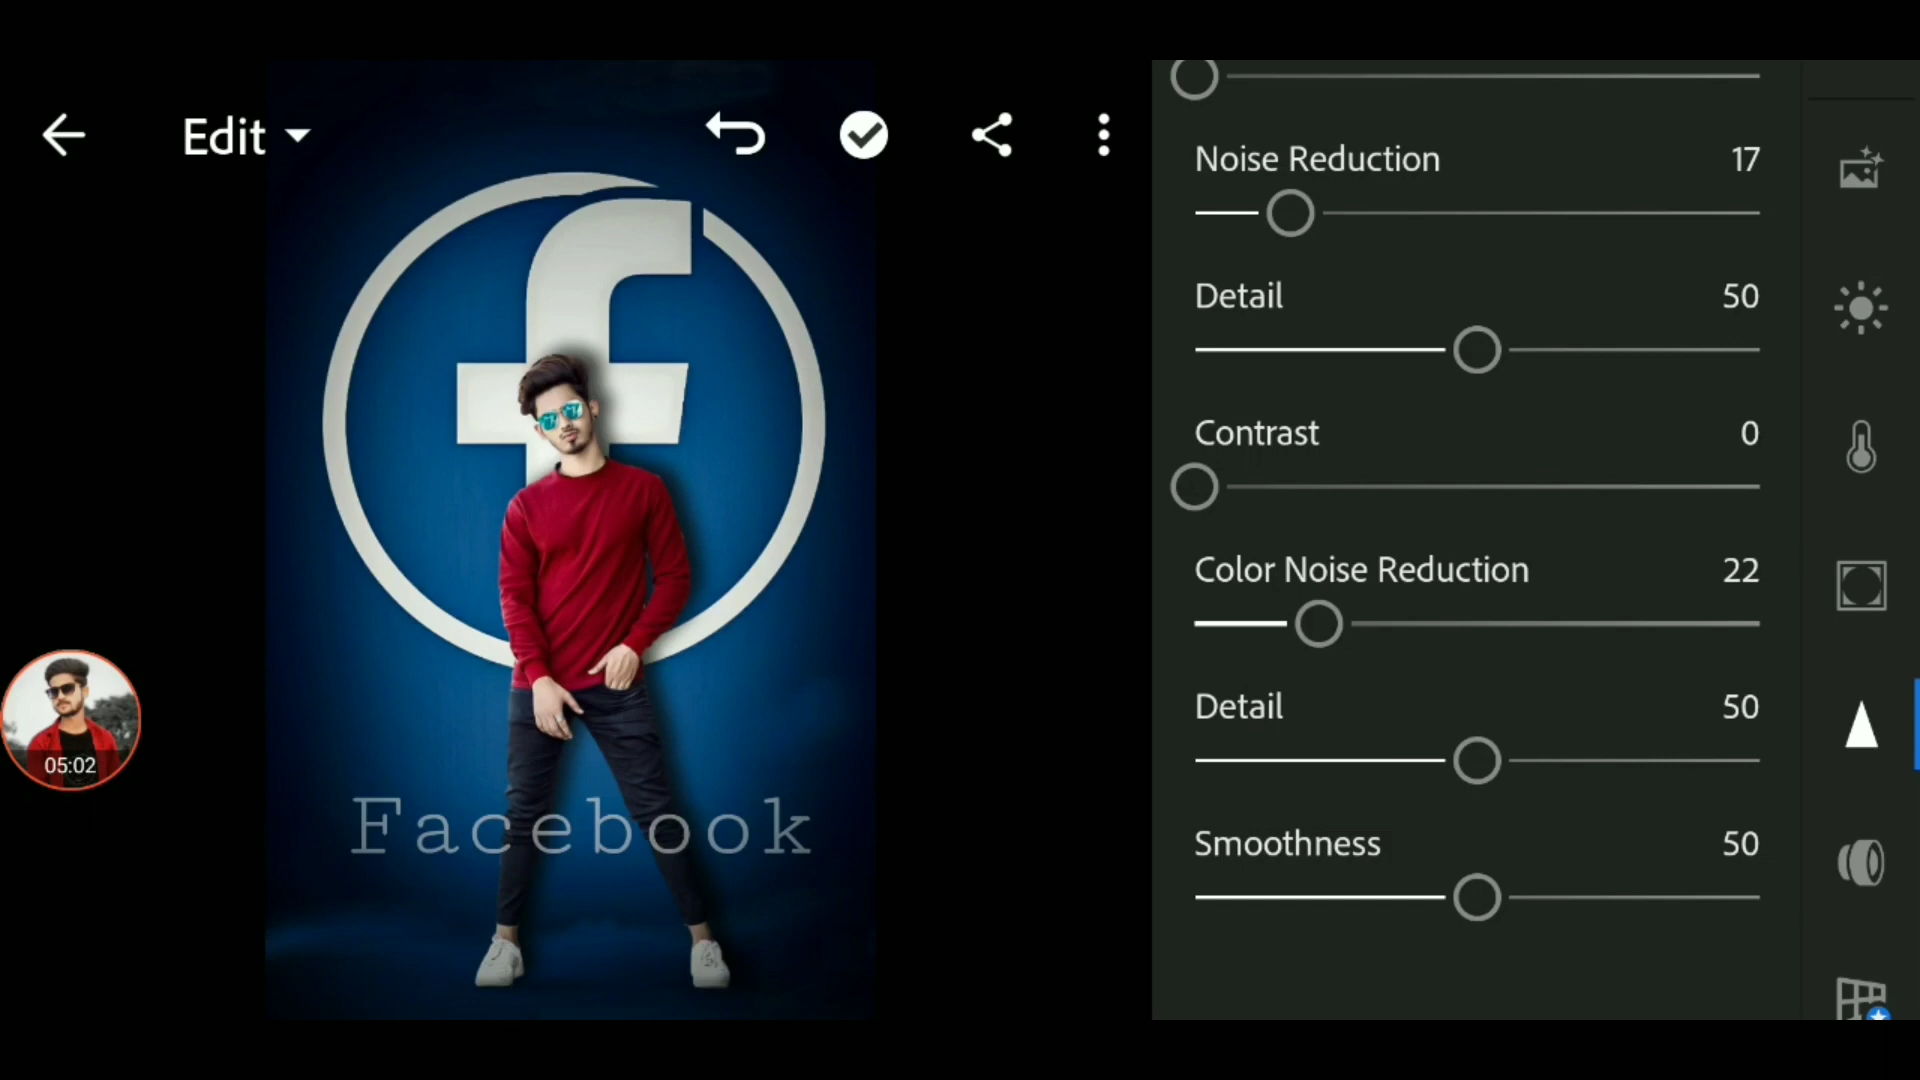 Edit
Noise Reduction 17
Detail 50
Contrast 0
Color Noise Reduction 22
Detail 50
Smoothness 50
Facebook
05:02